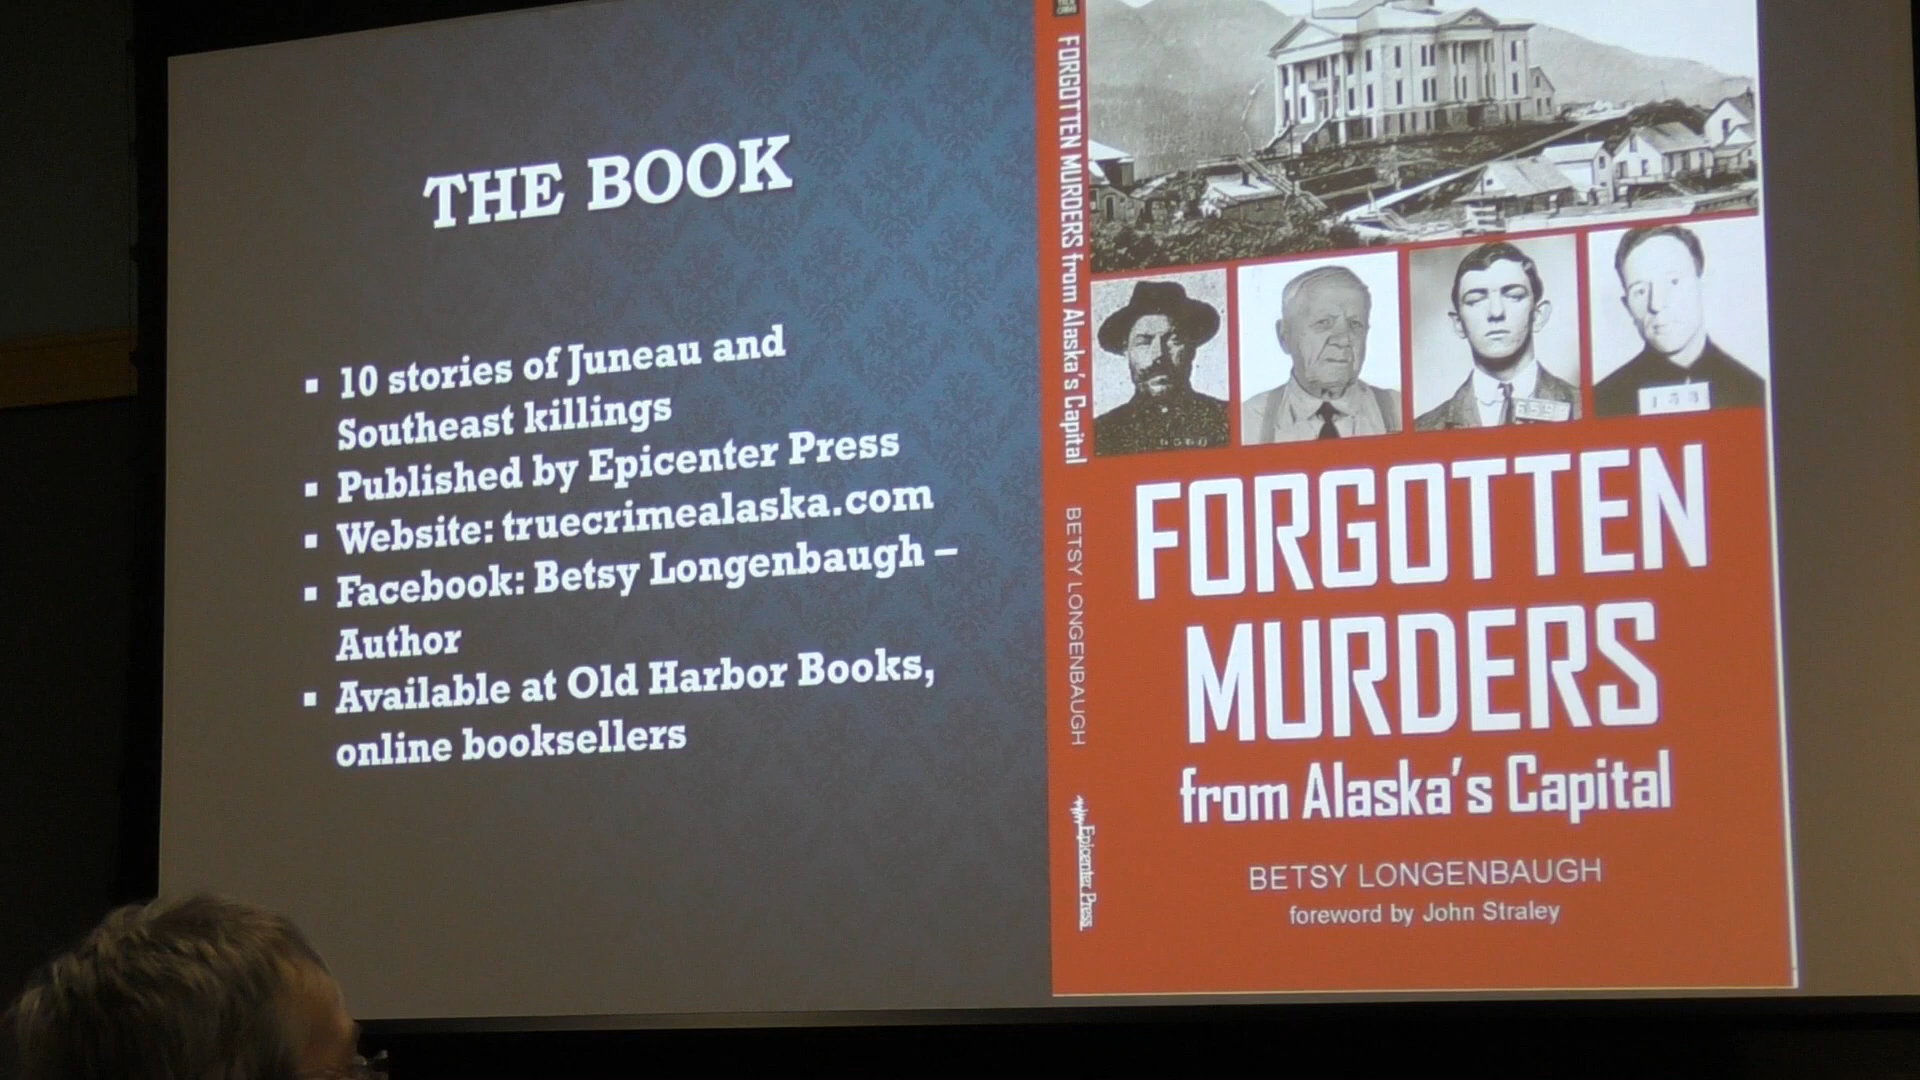 THE BOOK
▪ 10 stories of Juneau and
Southeast killings
▪ Published by Epicenter Press
▪ Website: truecrimealaska.com
▪ Facebook: Betsy Longenbaugh –
Author
▪ Available at Old Harbor Books,
online booksellers
FORGOTTEN MURDERS from Alaska's Capital
BETSY LONGENBAUGH
Epicenter Press
FORGOTTEN
MURDERS
from Alaska's Capital
BETSY LONGENBAUGH
foreword by John Straley